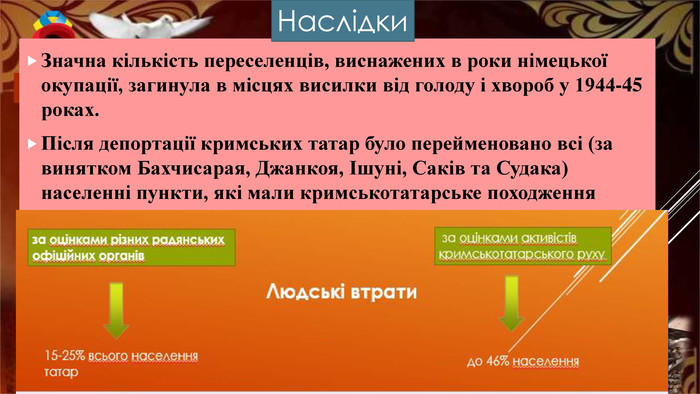 Наслідки
Значна кількість переселенців, виснажених в роки німецької
окупації, загинула в місцях висилки від голоду і хвороб у 1944-45
роках.
Після депортації кримських татар було перейменовано всі (за
винятком Бахчисарая, Джанкоя, Ішуні, Саків та Судака)
населенні пункти, які мали кримськотатарське походження
за оцінками різних радянських
офіційних органів
за оцінками активістів
кримськотатарського руху
Людські втрати
15-25% всього населення
татар
до 46% населення